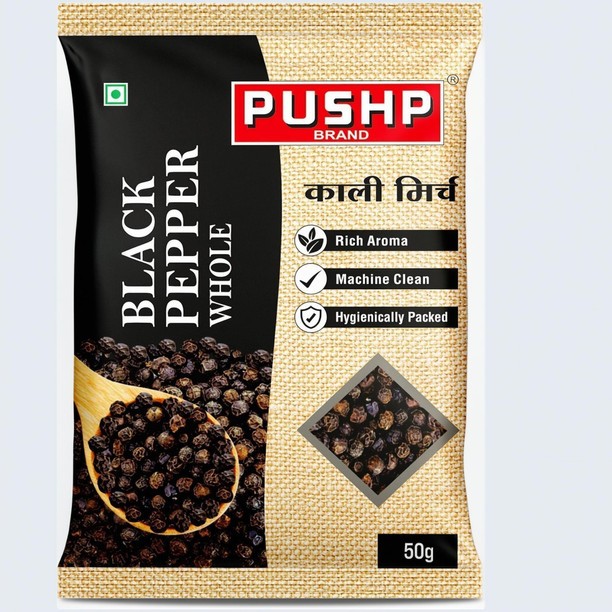 PUSHP
BRAND
®
काली मिर्च
BLACK
PEPPER
WHOLE
Rich Aroma
Machine Clean
Hygienically Packed
50g